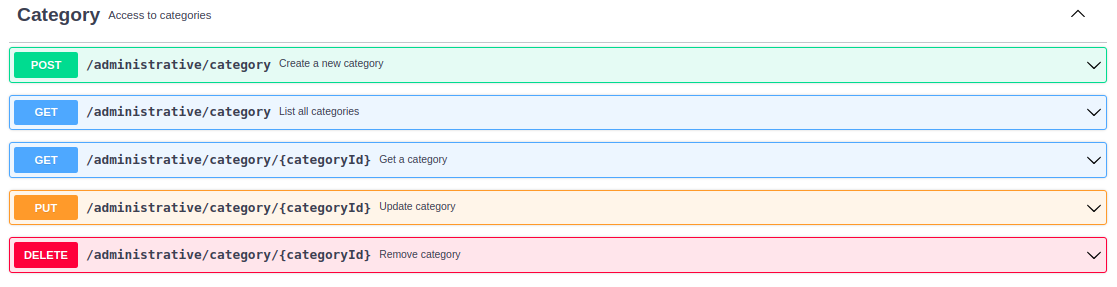 Category Access to categories
POST /administrative/category Create a new category
GET /administrative/category List all categories
GET /administrative/category/{categoryId} Get a category
PUT /administrative/category/{categoryId} Update category
DELETE /administrative/category/{categoryId} Remove category